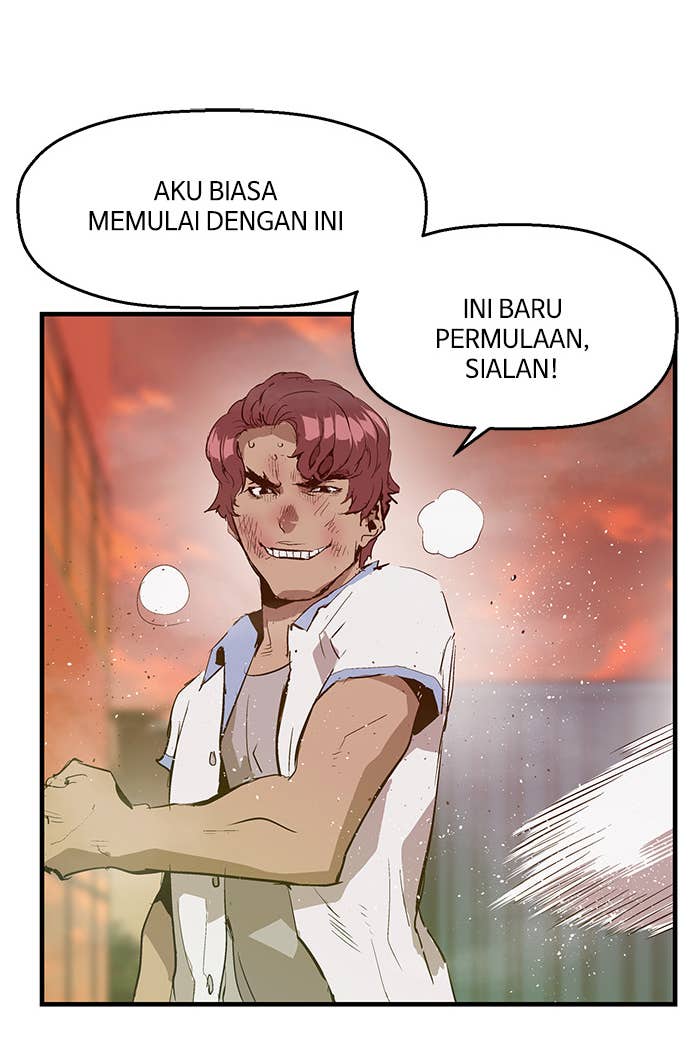 AKU BIASA
MEMULAI DENGAN INI
INI BARU
PERMULAAN,
SIALAN!